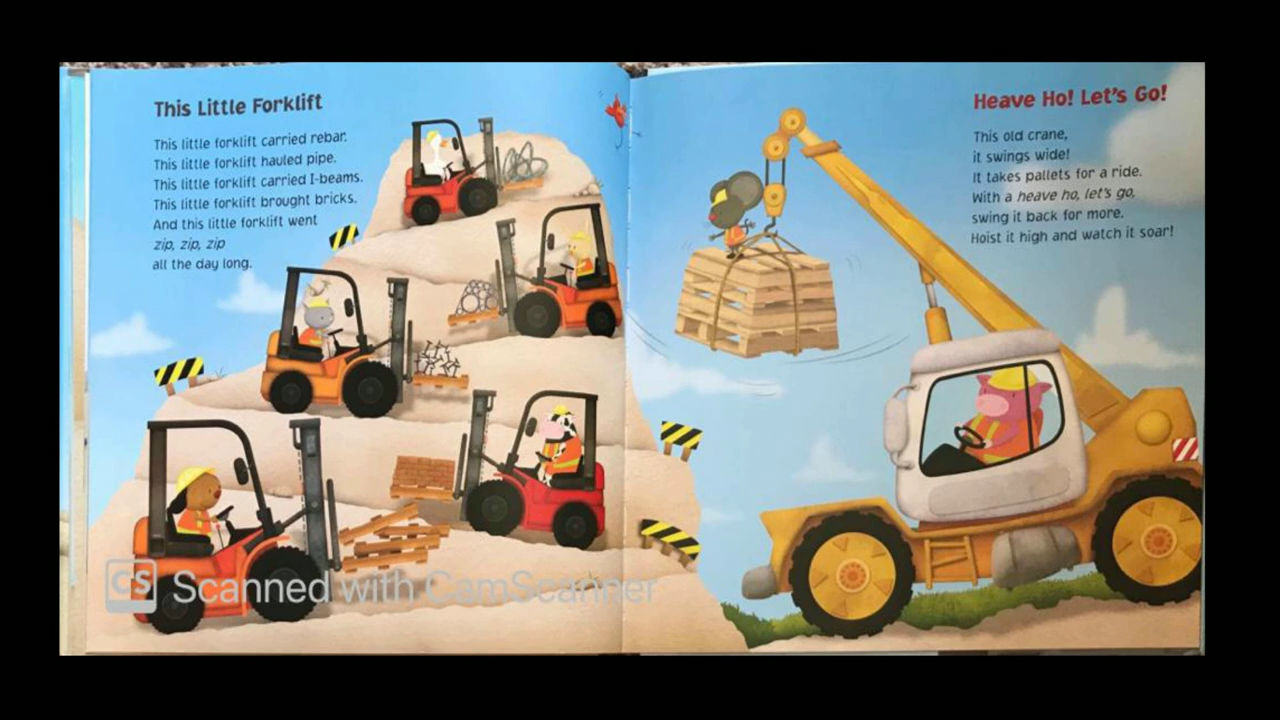 This Little Forklift
This little forklift carried rebar.
This little forklift hauled pipe.
This little forklift carried I-beams.
This little forklift brought bricks.
And this little forklift went
zip, zip, zip
all the day long.
Heave Ho! Let's Go!
This old crane,
it swings wide!
It takes pallets for a ride.
With a heave ho, let's go,
swing it back for more.
Hoist it high and watch it soar!
CS Scanned with CamScanner